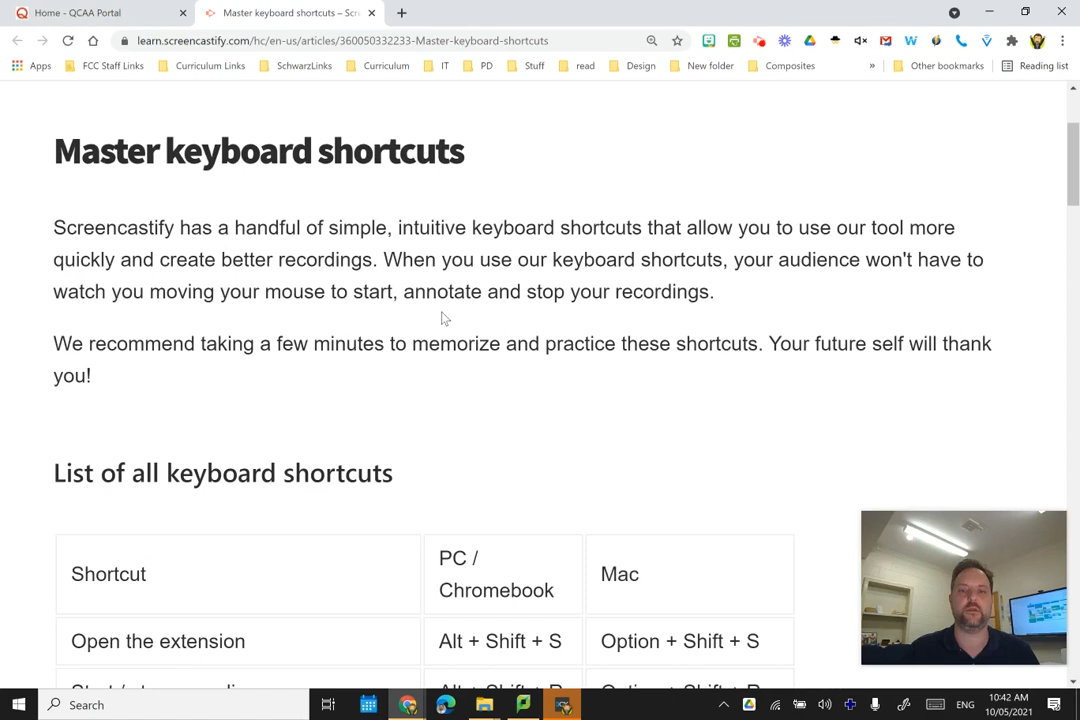 Home - QCAA Portal
Master keyboard shortcuts – Scre
learn.screencastify.com/hc/en-us/articles/360050332233-Master-keyboard-shortcuts
Apps FCC Staff Links Curriculum Links SchwarzLinks Curriculum IT PD Stuff read Design New folder Composites » Other bookmarks Reading list
Master keyboard shortcuts
Screencastify has a handful of simple, intuitive keyboard shortcuts that allow you to use our tool more
quickly and create better recordings. When you use our keyboard shortcuts, your audience won't have to
watch you moving your mouse to start, annotate and stop your recordings.
We recommend taking a few minutes to memorize and practice these shortcuts. Your future self will thank
you!
List of all keyboard shortcuts
Shortcut
PC /
Chromebook
Mac
Open the extension
Alt + Shift + S
Option + Shift + S
Search
ENG
10:42 AM
10/05/2021